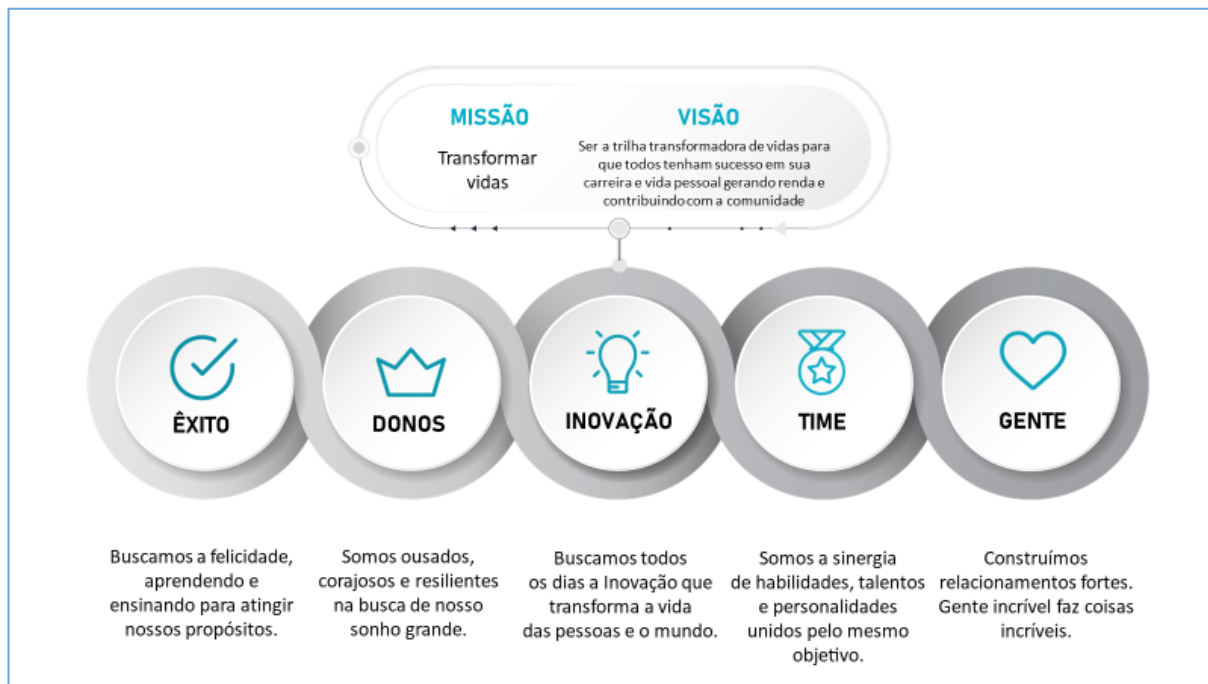 MISSÃO
Transformar
vidas
VISÃO
Ser a trilha transformadora de vidas para
que todos tenham sucesso em sua
carreira e vida pessoal gerando renda e
contribuindo com a comunidade
ÊXITO
Buscamos a felicidade,
aprendendo e
ensinando para atingir
nossos propósitos.
DONOS
Somos ousados,
corajosos e resilientes
na busca de nosso
sonho grande.
INOVAÇÃO
Buscamos todos
os dias a Inovação que
transforma a vida
das pessoas e o mundo.
TIME
Somos a sinergia
de habilidades, talentos
e personalidades
unidos pelo mesmo
objetivo.
GENTE
Construímos
relacionamentos fortes.
Gente incrível faz coisas
incríveis.